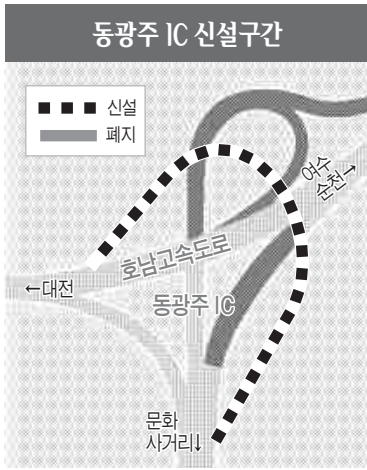 동광주 IC 신설구간
신설
폐지
여수
순천→
호남고속도로
←대전
동광주 IC
문화
사거리↓